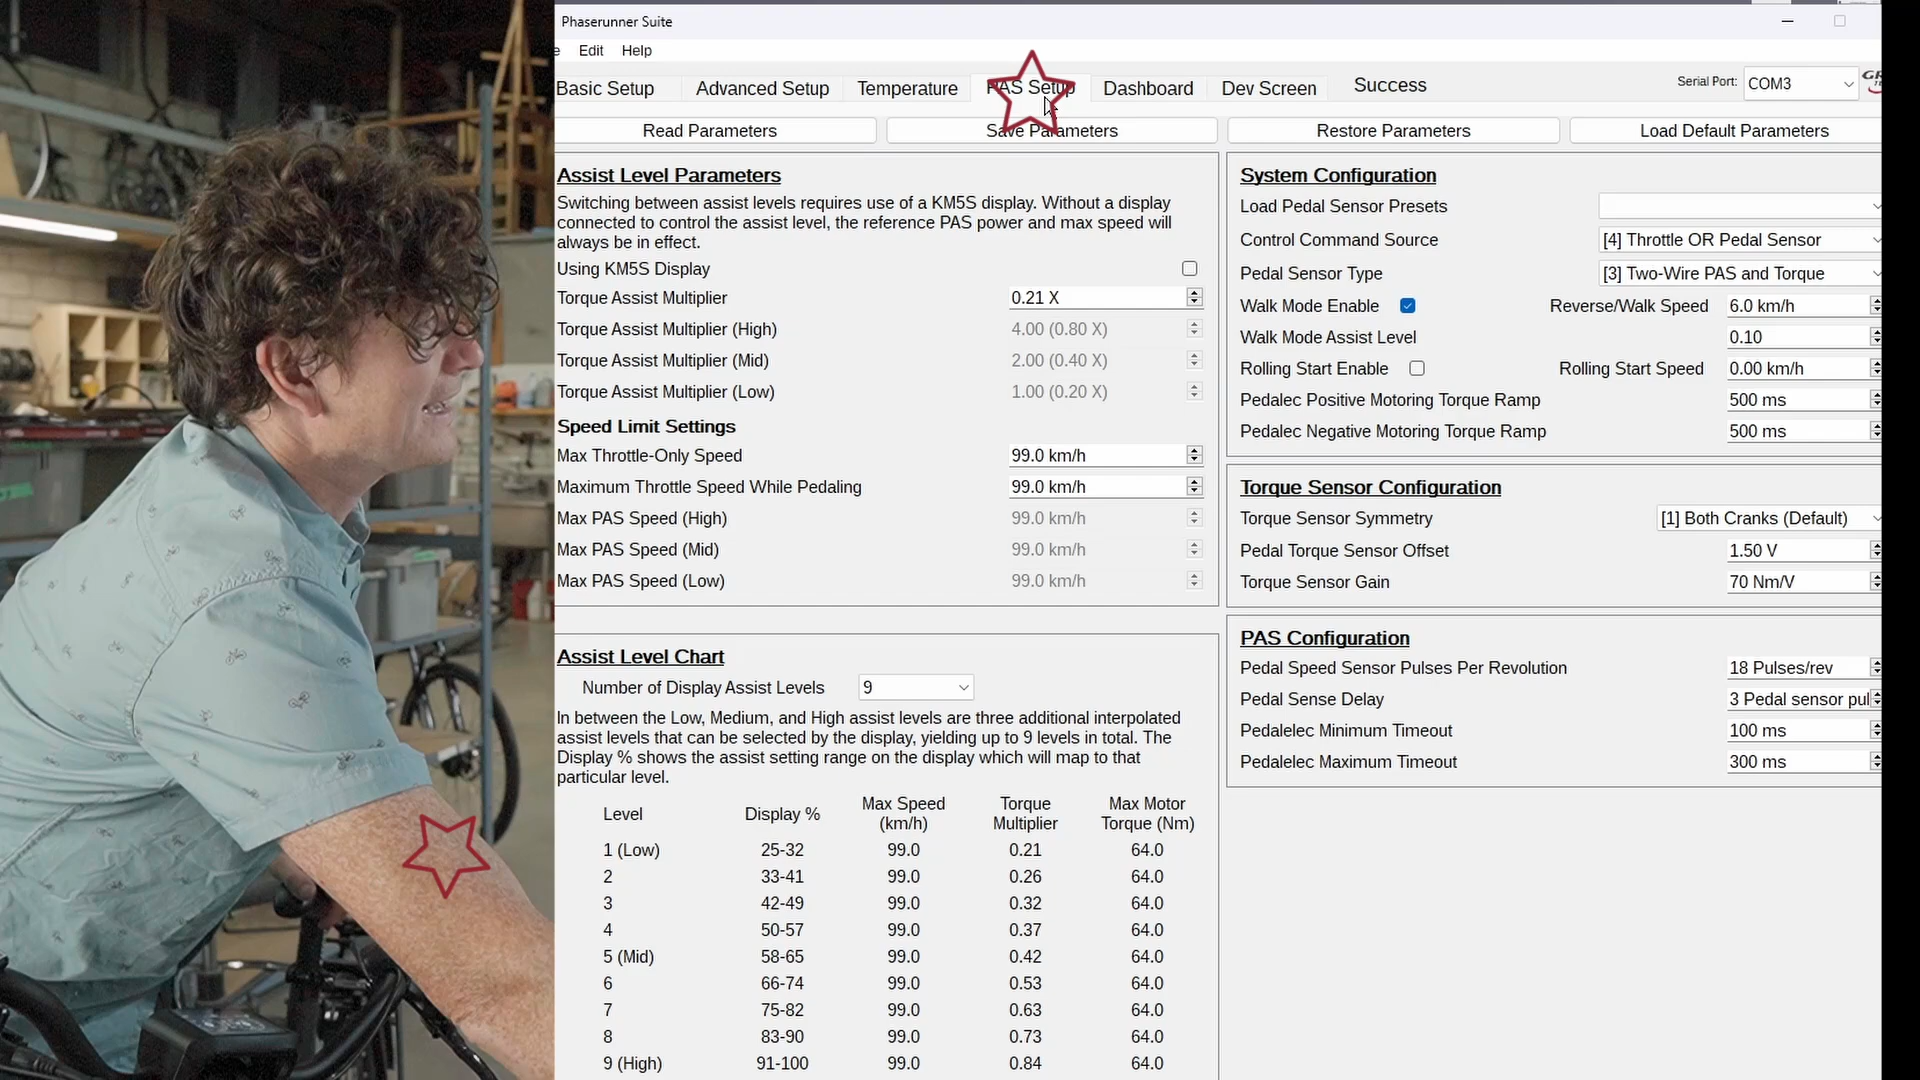 Phaserunner Suite
Edit Help
Basic Setup Advanced Setup Temperature PAS Setup Dashboard Dev Screen Success Serial Port: COM3
Read Parameters Save Parameters Restore Parameters Load Default Parameters
Assist Level Parameters
Switching between assist levels requires use of a KM5S display. Without a display
connected to control the assist level, the reference PAS power and max speed will
always be in effect.
Using KM5S Display
Torque Assist Multiplier 0.21 X
Torque Assist Multiplier (High) 4.00 (0.80 X)
Torque Assist Multiplier (Mid) 2.00 (0.40 X)
Torque Assist Multiplier (Low) 1.00 (0.20 X)
Speed Limit Settings
Max Throttle-Only Speed 99.0 km/h
Maximum Throttle Speed While Pedaling 99.0 km/h
Max PAS Speed (High) 99.0 km/h
Max PAS Speed (Mid) 99.0 km/h
Max PAS Speed (Low) 99.0 km/h
Assist Level Chart
Number of Display Assist Levels 9
In between the Low, Medium, and High assist levels are three additional interpolated
assist levels that can be selected by the display, yielding up to 9 levels in total. The
Display % shows the assist setting range on the display which will map to that
particular level.
Level Display % Max Speed (km/h) Torque Multiplier Max Motor Torque (Nm)
1 (Low) 25-32 99.0 0.21 64.0
2 33-41 99.0 0.26 64.0
3 42-49 99.0 0.32 64.0
4 50-57 99.0 0.37 64.0
5 (Mid) 58-65 99.0 0.42 64.0
6 66-74 99.0 0.53 64.0
7 75-82 99.0 0.63 64.0
8 83-90 99.0 0.73 64.0
9 (High) 91-100 99.0 0.84 64.0
System Configuration
Load Pedal Sensor Presets
Control Command Source [4] Throttle OR Pedal Sensor
Pedal Sensor Type [3] Two-Wire PAS and Torque
Walk Mode Enable Reverse/Walk Speed 6.0 km/h
Walk Mode Assist Level 0.10
Rolling Start Enable Rolling Start Speed 0.00 km/h
Pedalec Positive Motoring Torque Ramp 500 ms
Pedalec Negative Motoring Torque Ramp 500 ms
Torque Sensor Configuration
Torque Sensor Symmetry [1] Both Cranks (Default)
Pedal Torque Sensor Offset 1.50 V
Torque Sensor Gain 70 Nm/V
PAS Configuration
Pedal Speed Sensor Pulses Per Revolution 18 Pulses/rev
Pedal Sense Delay 3 Pedal sensor pul
Pedalelec Minimum Timeout 100 ms
Pedalelec Maximum Timeout 300 ms